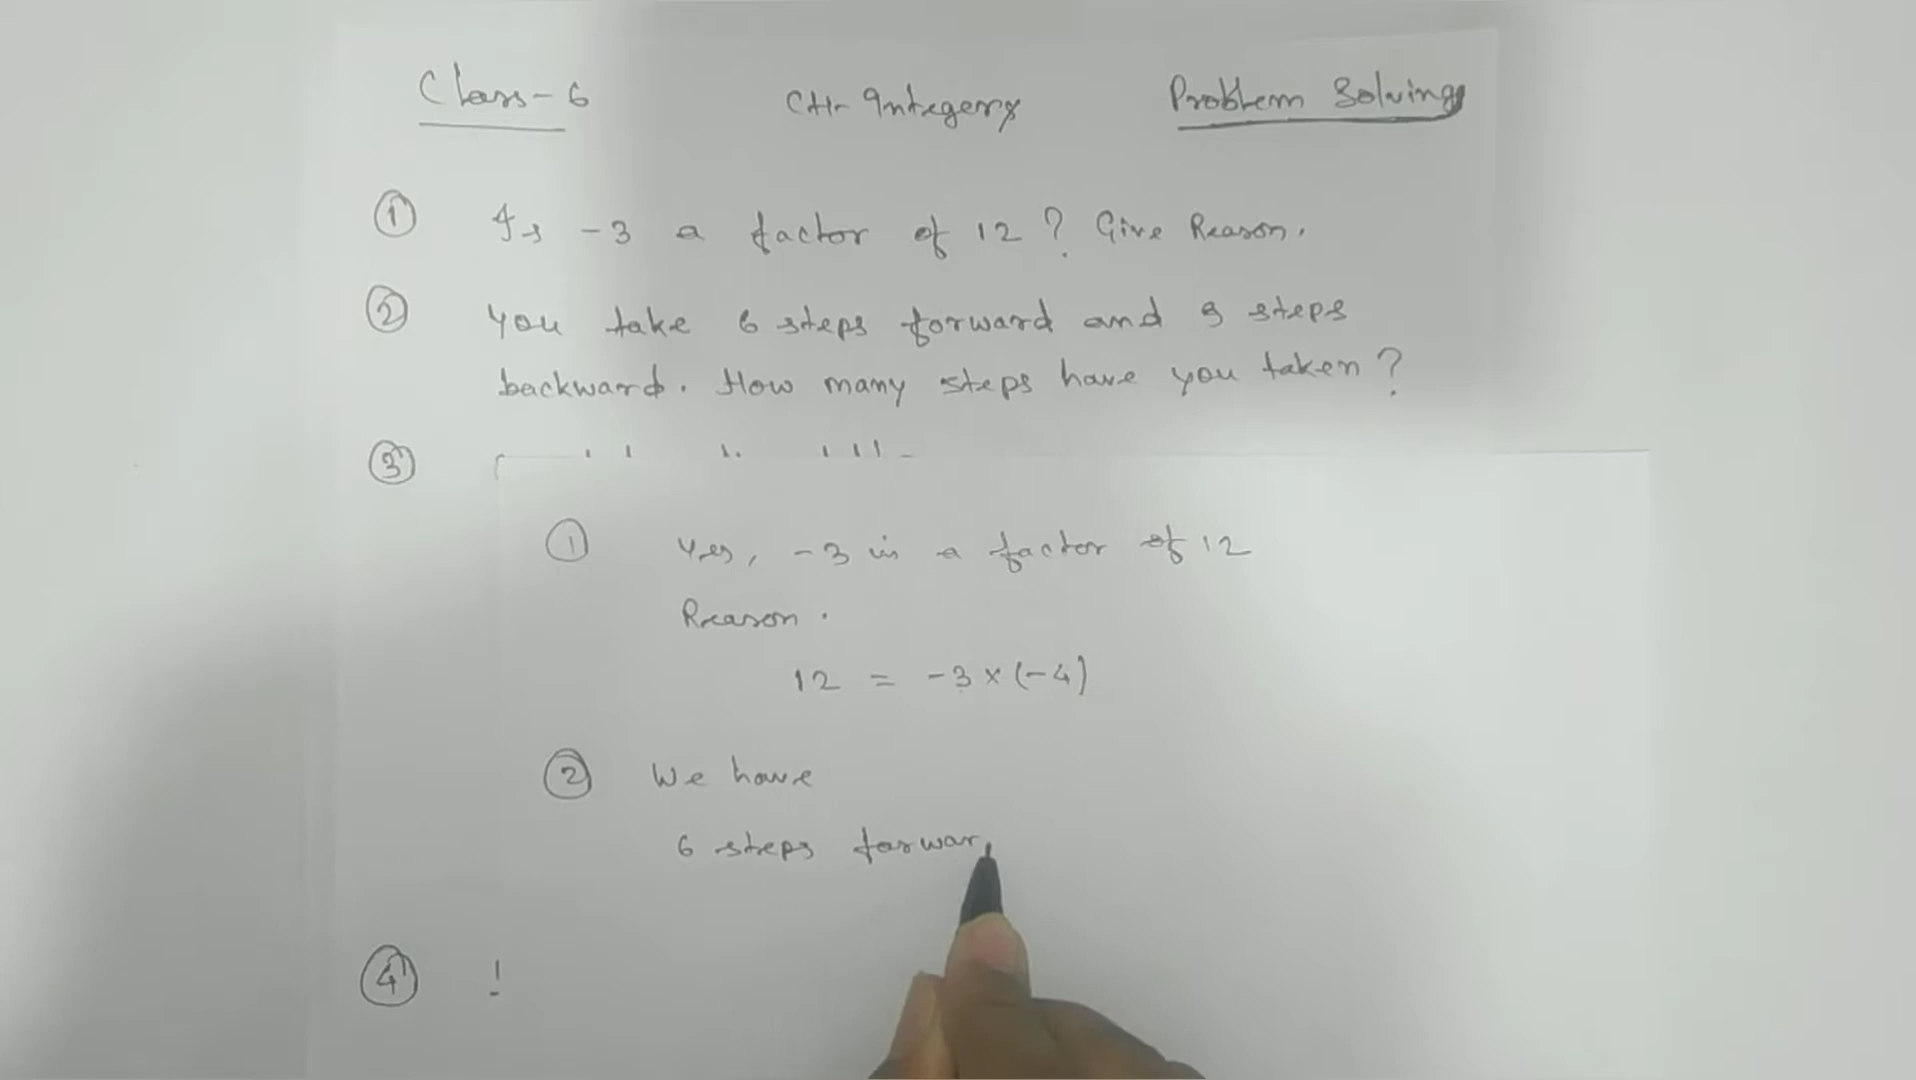 Class-6 CH- Integers Problem Solving
① Is -3 a factor of 12? Give Reason.
② You take 6 steps forward and 9 steps
backward. How many steps have you taken?
③
① Yes, -3 is a factor of 12
Reason.
12 = -3 × (-4)
② We have
6 steps forwar
④